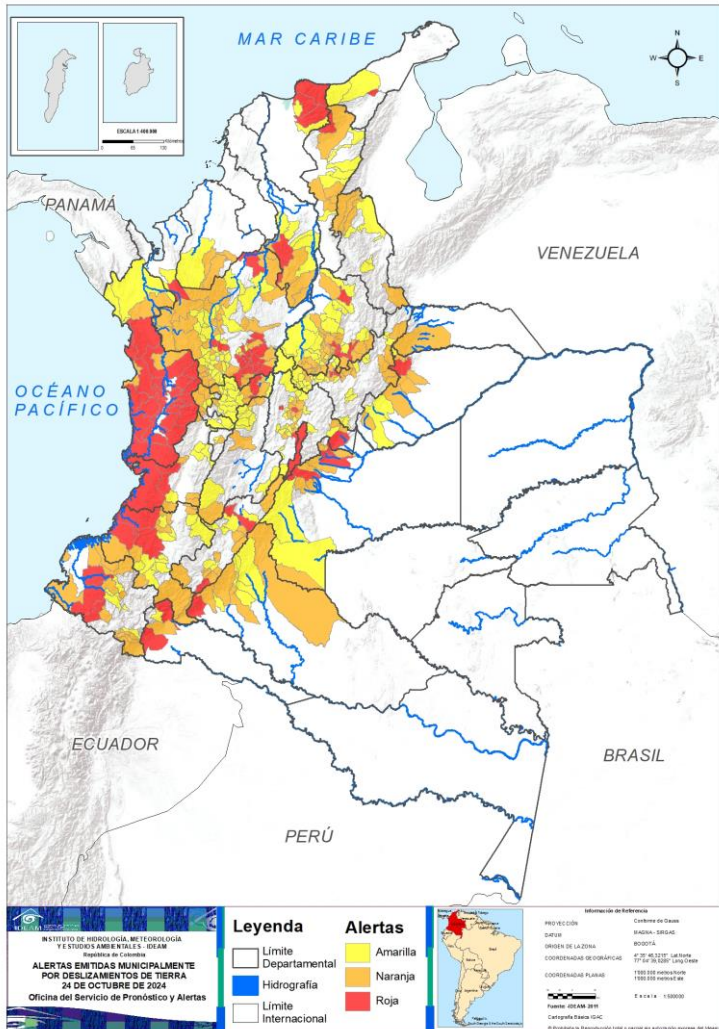 MAR CARIBE
N
W E
S
ESCALA 1:400.000
PANAMÁ
VENEZUELA
OCÉANO
PACÍFICO
ECUADOR
BRASIL
PERÚ
IDEAM
INSTITUTO DE HIDROLOGÍA, METEOROLOGÍA
Y ESTUDIOS AMBIENTALES - IDEAM
República de Colombia
ALERTAS EMITIDAS MUNICIPALMENTE
POR DESLIZAMIENTOS DE TIERRA
24 DE OCTUBRE DE 2024
Oficina del Servicio de Pronóstico y Alertas
Leyenda
Límite
Departamental
Hidrografía
Límite
Internacional
Alertas
Amarilla
Naranja
Roja
Información de Referencia
PROYECCIÓN Conforme de Gauss
DATUM MAGNA - SIRGAS
ORIGEN DE LA ZONA BOGOTÁ
COORDENADAS GEOGRÁFICAS
COORDENADAS PLANAS
Escala
Fuente: IDEAM
Cartografía Básica IGAC